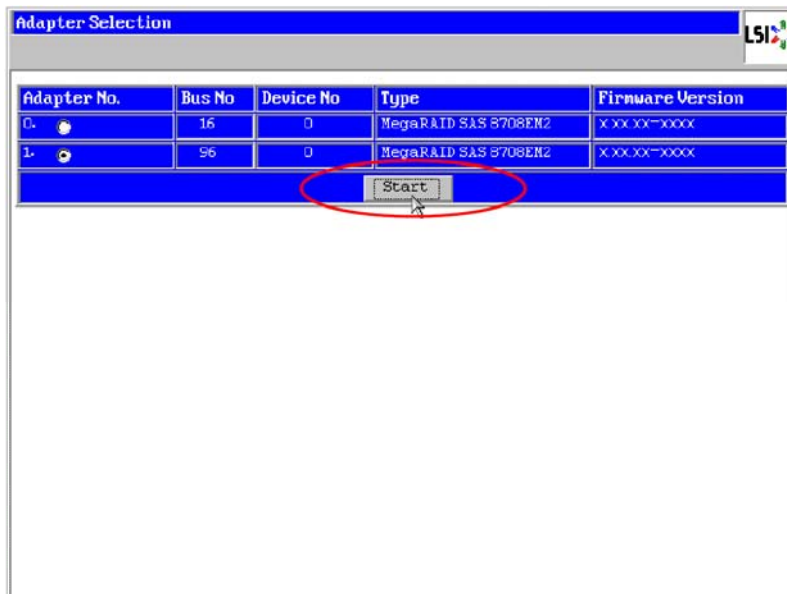 Adapter Selection
LSI
Adapter No. Bus No Device No Type Firmware Version
0. 16 0 MegaRAID SAS 8708EM2 X.XX.XX-XXXX
1. 96 0 MegaRAID SAS 8708EM2 X.XX.XX-XXXX
Start